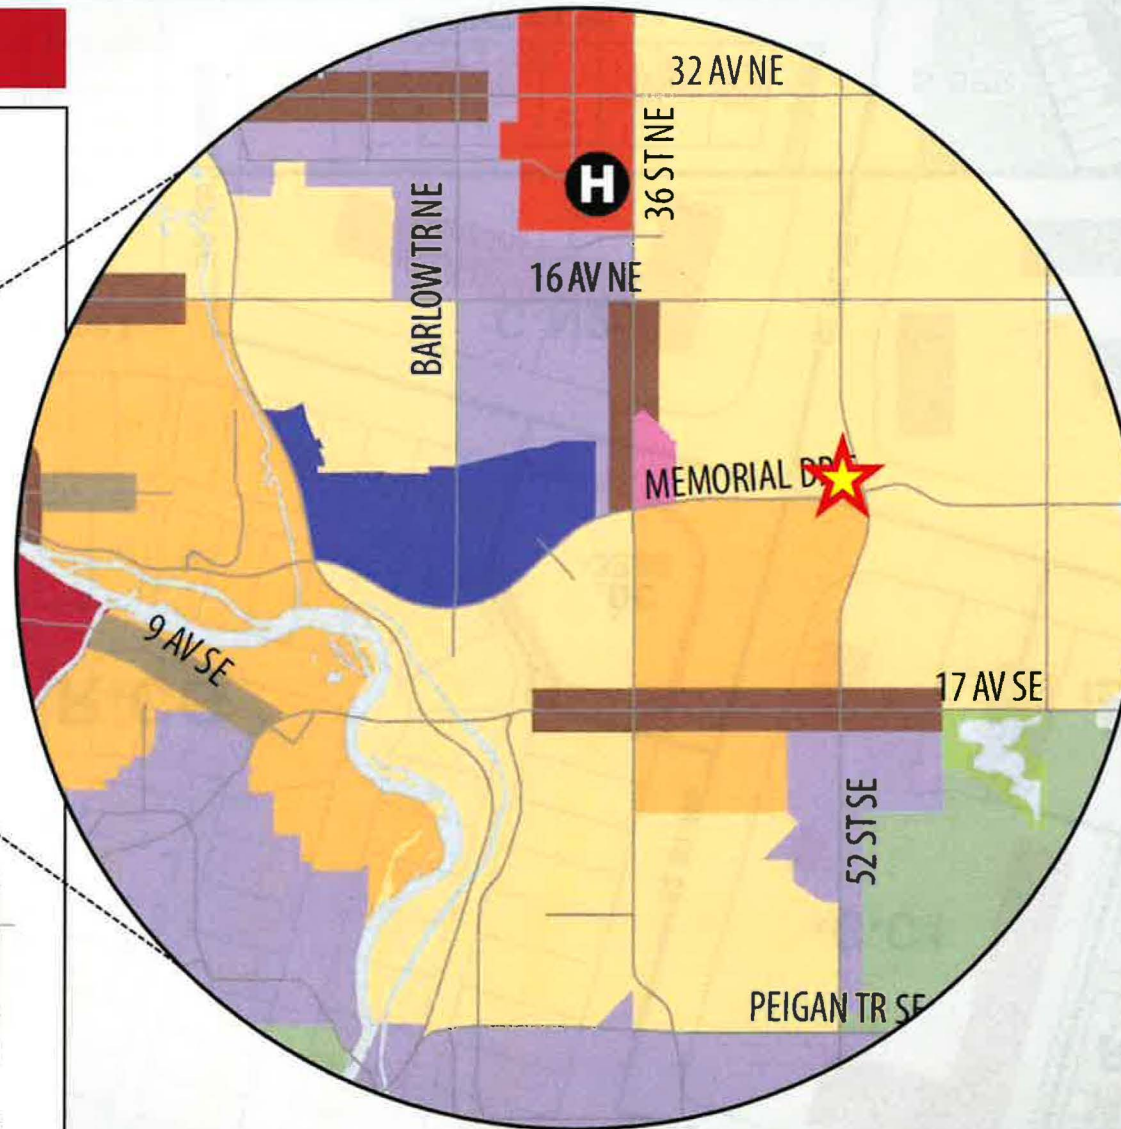 32 AV NE
36 ST NE
H
BARLOW TR NE
16 AV NE
MEMORIAL
9 AV SE
17 AV SE
52 ST SE
PEIGAN TR SE